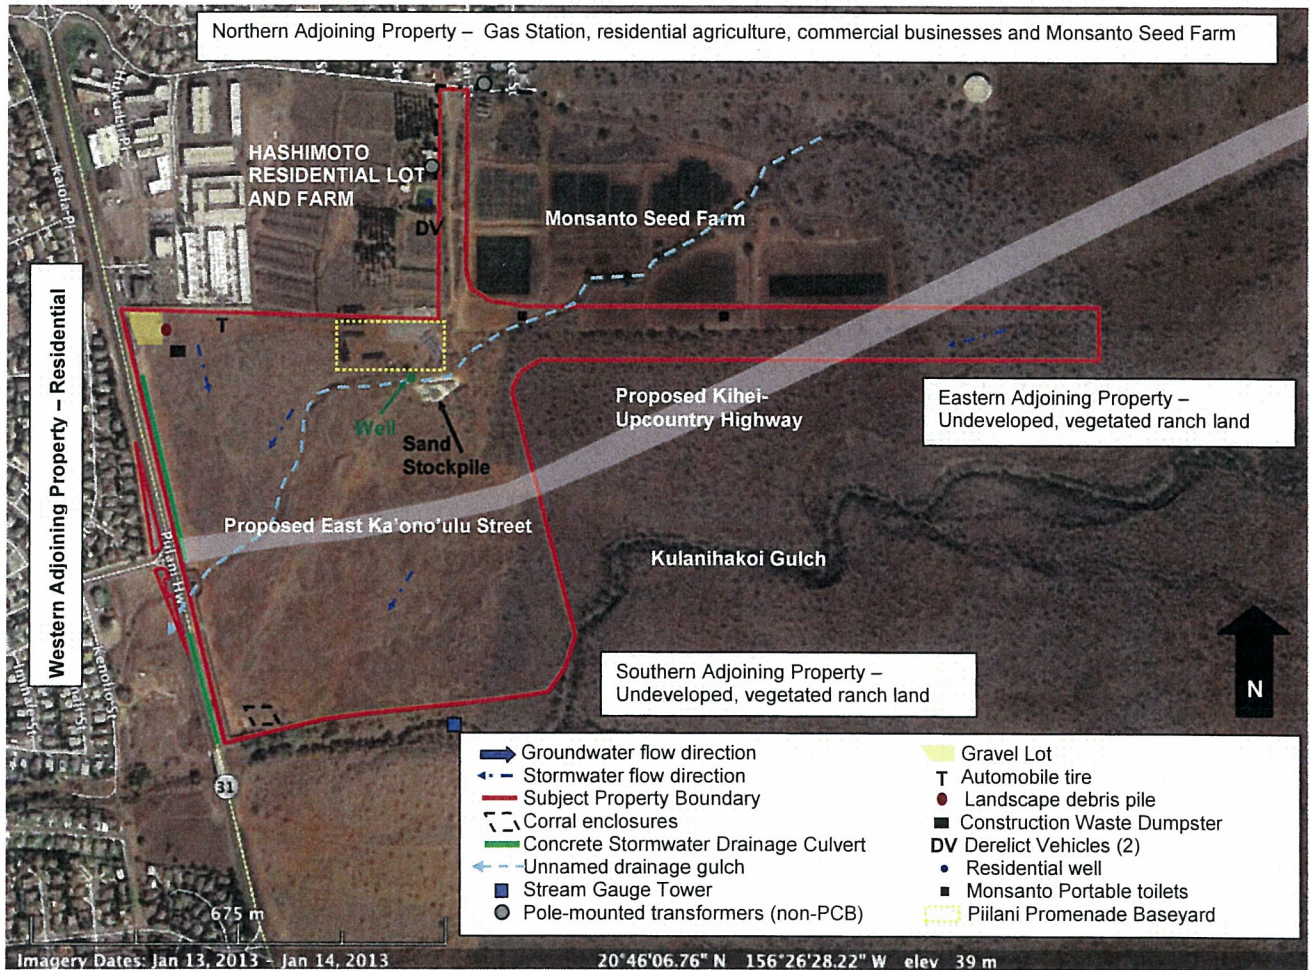 Northern Adjoining Property – Gas Station, residential agriculture, commercial businesses and Monsanto Seed Farm
HASHIMOTO
RESIDENTIAL LOT
AND FARM
DV
Monsanto Seed Farm
Western Adjoining Property – Residential
T
Well
Sand
Stockpile
Proposed Kihei-
Upcountry Highway
Eastern Adjoining Property –
Undeveloped, vegetated ranch land
Proposed East Ka'ono'ulu Street
Kulanihakoi Gulch
Southern Adjoining Property –
Undeveloped, vegetated ranch land
N
31
Groundwater flow direction
Stormwater flow direction
Subject Property Boundary
Corral enclosures
Concrete Stormwater Drainage Culvert
Unnamed drainage gulch
Stream Gauge Tower
Pole-mounted transformers (non-PCB)
Gravel Lot
T Automobile tire
Landscape debris pile
Construction Waste Dumpster
DV Derelict Vehicles (2)
Residential well
Monsanto Portable toilets
Piilani Promenade Baseyard
675 m
Imagery Dates: Jan 13, 2013 - Jan 14, 2013
20°46'06.76" N 156°26'28.22" W elev 39 m